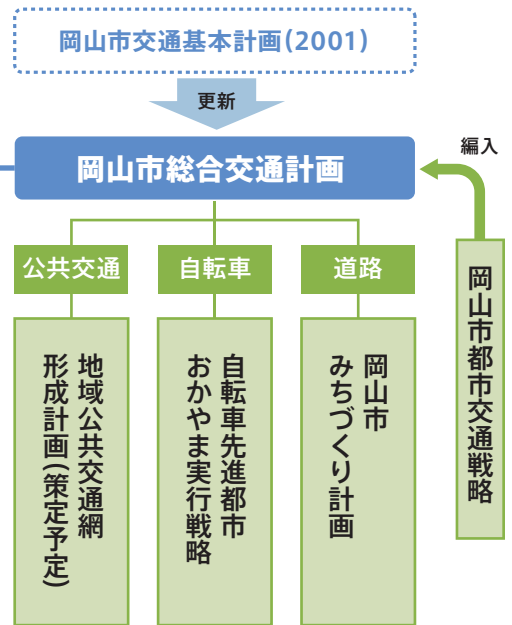 岡山市交通基本計画(2001)
更新
岡山市総合交通計画
編入
公共交通
自転車
道路
地域公共交通網
形成計画(策定予定)
自転車先進都市
おかやま実行戦略
岡山市
みちづくり計画
岡山市都市交通戦略